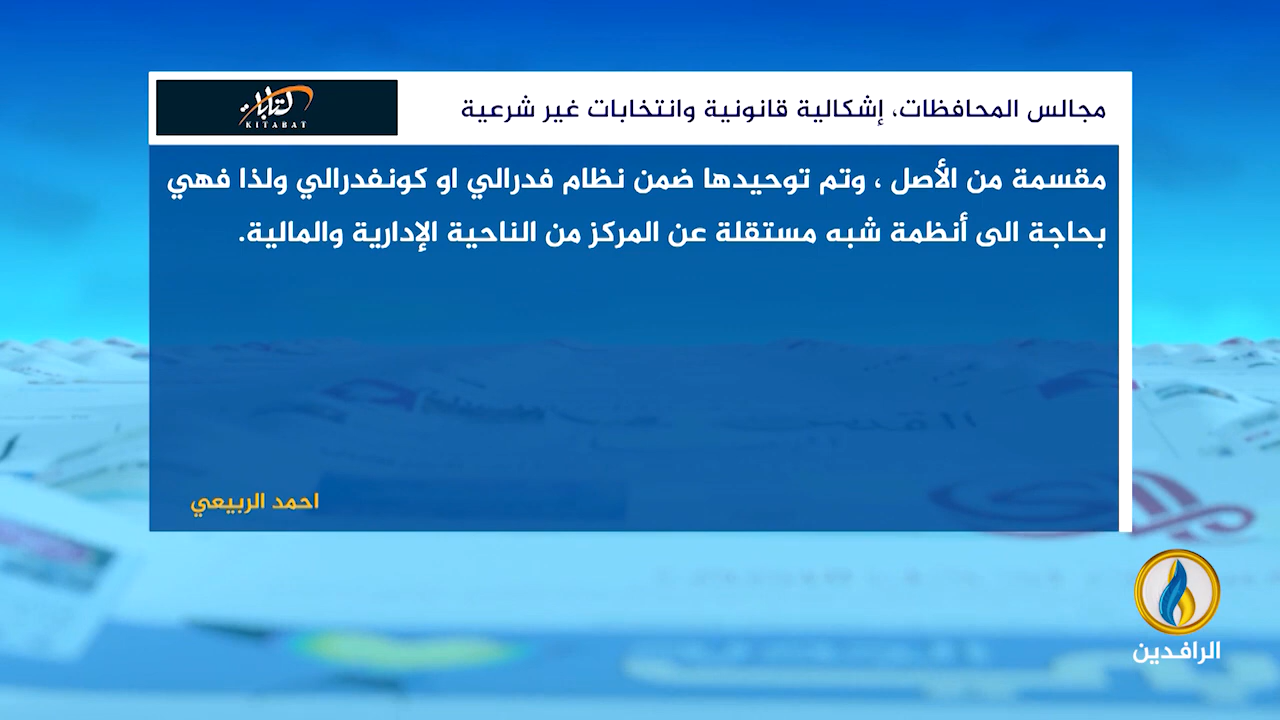 مجالس المحافظات، إشكالية قانونية وانتخابات غير شرعية
كتابات
KITABAT
مقسمة من الأصل ، وتم توحيدها ضمن نظام فدرالي او كونفدرالي ولذا فهي
بحاجة الى أنظمة شبه مستقلة عن المركز من الناحية الإدارية والمالية.
احمد الربيعي
الرافدين